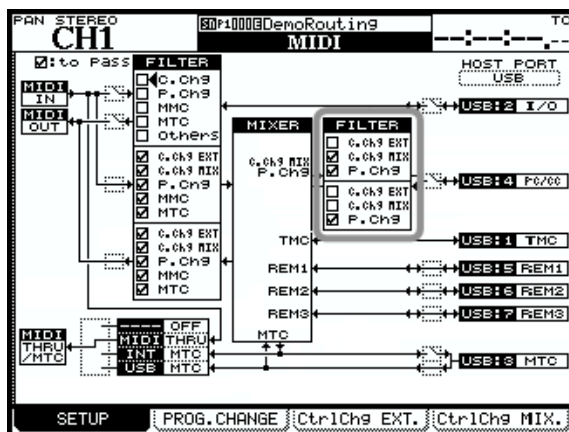 PAN STEREO
CH1
DemoRouting
MIDI
--:--:--.--
☑:to Pass
FILTER
C.Chg
P.Chg
MMC
MTC
Others
MIDI IN
MIDI OUT
C.Chg EXT
C.Chg MIX
P.Chg
MMC
MTC
C.Chg EXT
C.Chg MIX
P.Chg
MMC
MTC
MIXER
C.Chg MIX
P.Chg
TMC
REM1
REM2
REM3
MTC
FILTER
C.Chg EXT
C.Chg MIX
P.Chg
C.Chg EXT
C.Chg MIX
P.Chg
HOST PORT
USB
USB:2 I/O
USB:4 PC/CC
USB:1 TMC
USB:5 REM1
USB:6 REM2
USB:7 REM3
USB:8 MTC
MIDI THRU /MTC
---- OFF
MIDI THRU
INT MTC
USB MTC
SETUP
PROG.CHANGE
CtrlChg EXT.
CtrlChg MIX.